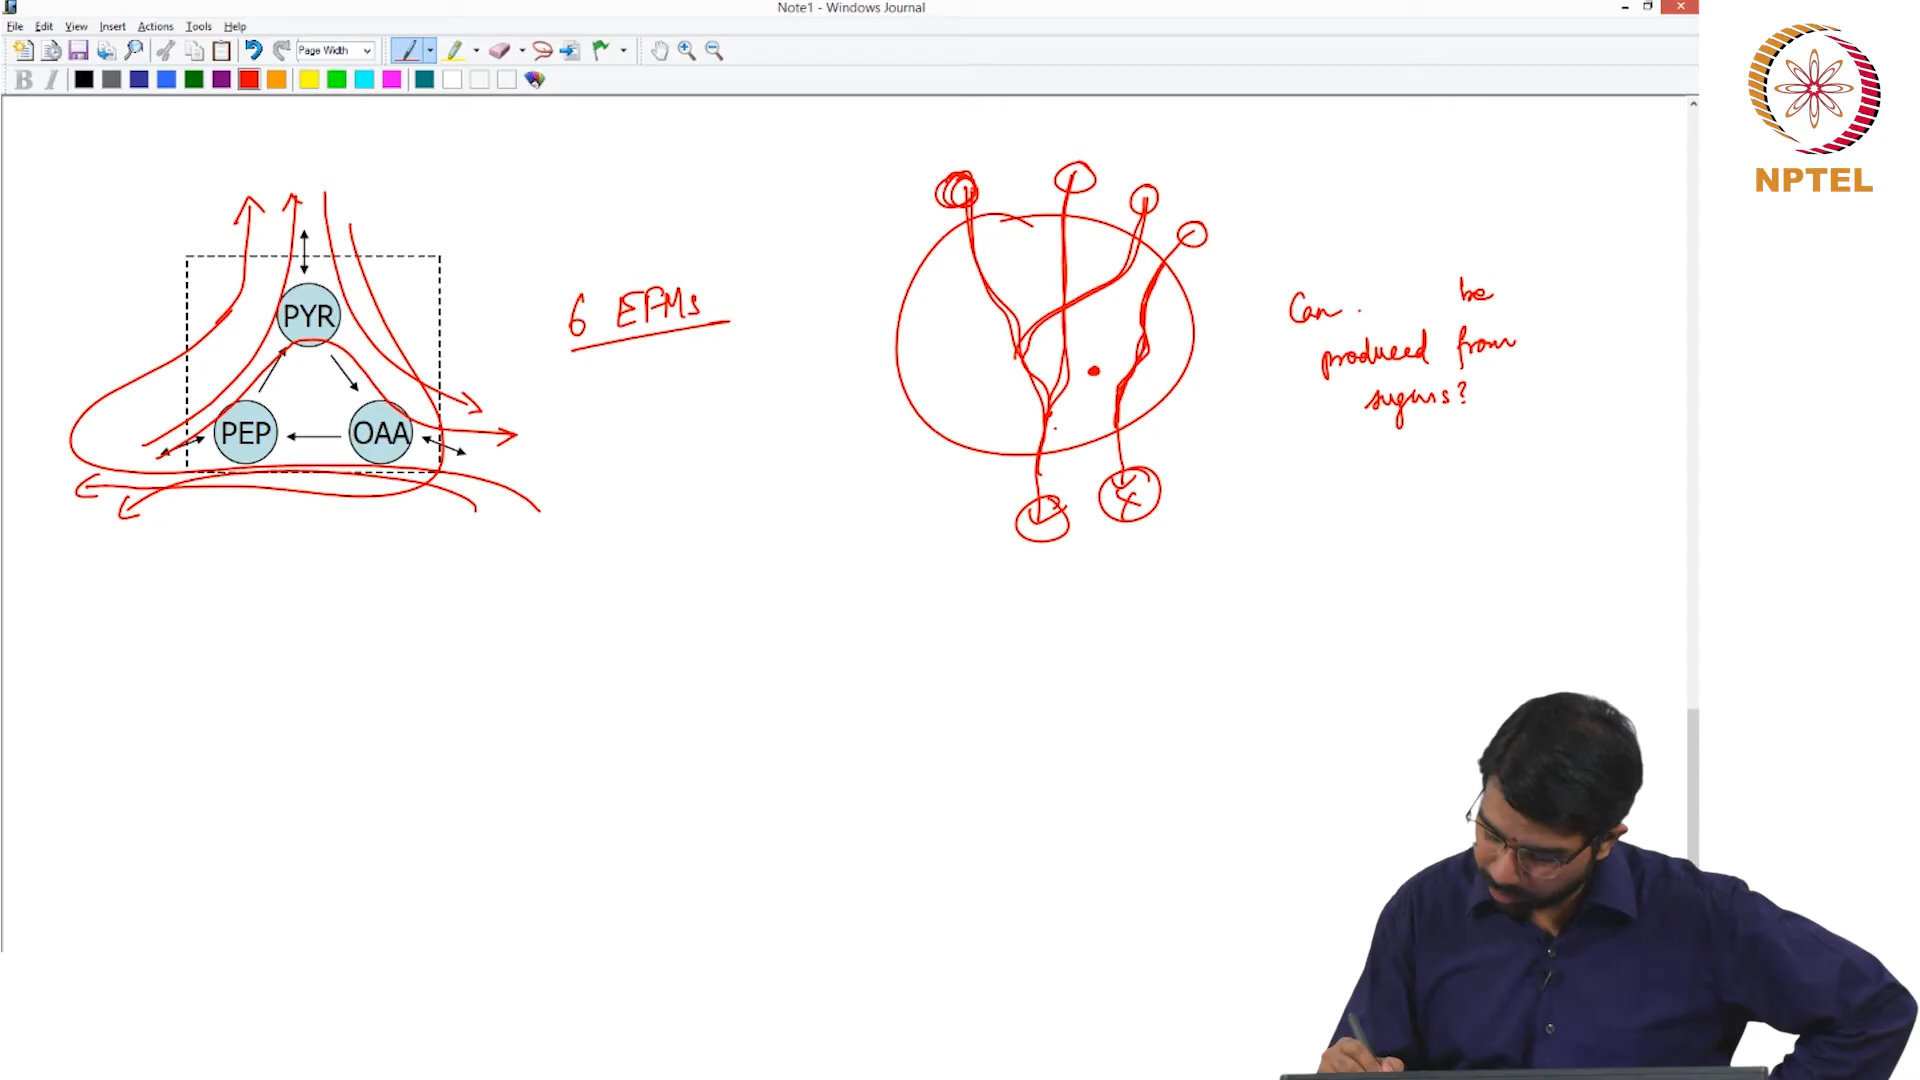 Note1 - Windows Journal
File Edit View Insert Actions Tools Help
Page Width
B I
NPTEL
PYR
PEP
OAA
6 EFMs
Can. be
produced from
sugars?